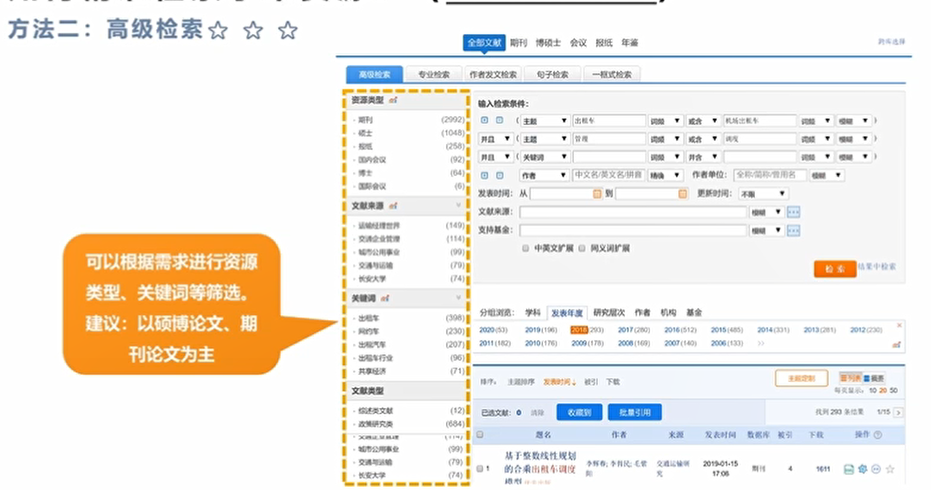 方法二：高级检索☆ ☆ ☆
全部文献 期刊 博硕士 会议 报纸 年鉴 跨库选择
高级检索 专业检索 作者发文检索 句子检索 一框式检索
资源类型
· 期刊 (2992)
· 硕士 (1048)
· 报纸 (258)
· 国内会议 (92)
· 博士 (64)
· 国际会议 (6)
文献来源
· 运输经理世界 (149)
· 交通企业管理 (114)
· 城市公用事业 (99)
· 交通与运输 (79)
· 长安大学 (74)
关键词
· 出租车 (398)
· 网约车 (230)
· 出租汽车 (207)
· 出租车行业 (96)
· 共享经济 (71)
文献类型
· 综述类文献 (12)
· 政策研究类 (684)
· 交通企业管理 (114)
· 城市公用事业 (99)
· 交通与运输 (79)
· 长安大学 (74)
可以根据需求进行资源
类型、关键词等筛选。
建议：以硕博论文、期
刊论文为主
输入检索条件：
( 主题 出租车 词频 或含 机场出租车 词频 模糊 )
并且 ( 主题 管理 词频 或含 调度 词频 模糊 )
并且 ( 关键词 词频 并含 词频 模糊 )
作者 中文名/英文名/拼音 精确 作者单位： 全称/简称/曾用名 模糊
发表时间： 从 到 更新时间： 不限
文献来源： 模糊 ...
支持基金： 模糊 ...
中英文扩展 同义词扩展
检索 结果中检索
分组浏览： 学科 发表年度 研究层次 作者 机构 基金
2020(53) 2019(196) 2018(293) 2017(280) 2016(512) 2015(485) 2014(331) 2013(281) 2012(230) ×
2011(182) 2010(176) 2009(178) 2008(169) 2007(140) 2006(133) >>
排序： 主题排序 发表时间↓ 被引 下载 主题定制 列表 摘要
每页显示： 10 20 50
已选文献： 0 清除 收藏到 批量引用 找到 293 条结果 1/15 >
题名 作者 来源 发表时间 数据库 被引 下载 操作
1 基于整数线性规划
的合乘出租车调度
模型
交通运输研
究
2019-01-15
17:06
期刊 4 1611